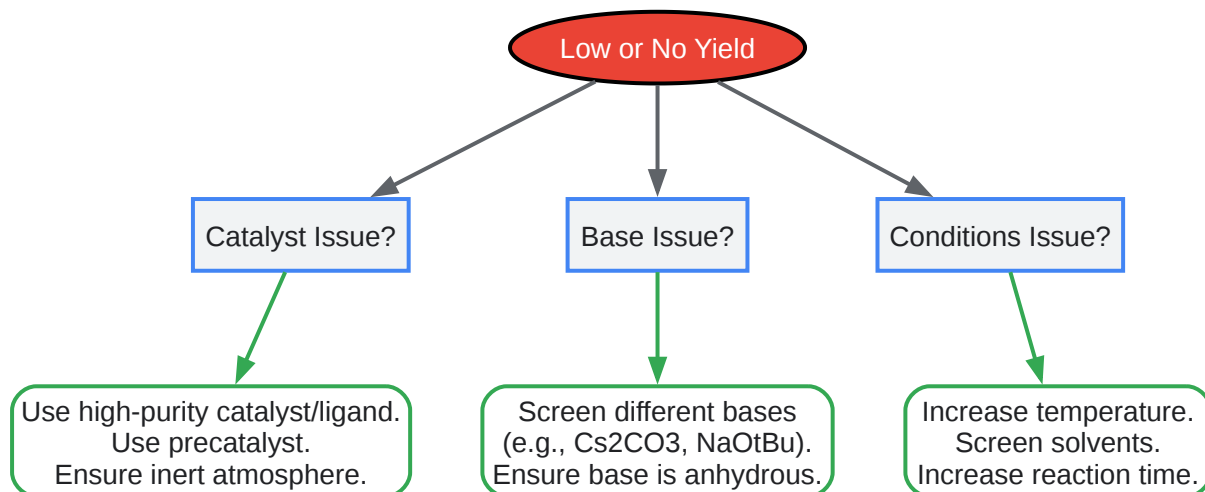 Low or No Yield
Catalyst Issue?
Base Issue?
Conditions Issue?
Use high-purity catalyst/ligand.
Use precatalyst.
Ensure inert atmosphere.
Screen different bases
(e.g., Cs2CO3, NaOtBu).
Ensure base is anhydrous.
Increase temperature.
Screen solvents.
Increase reaction time.